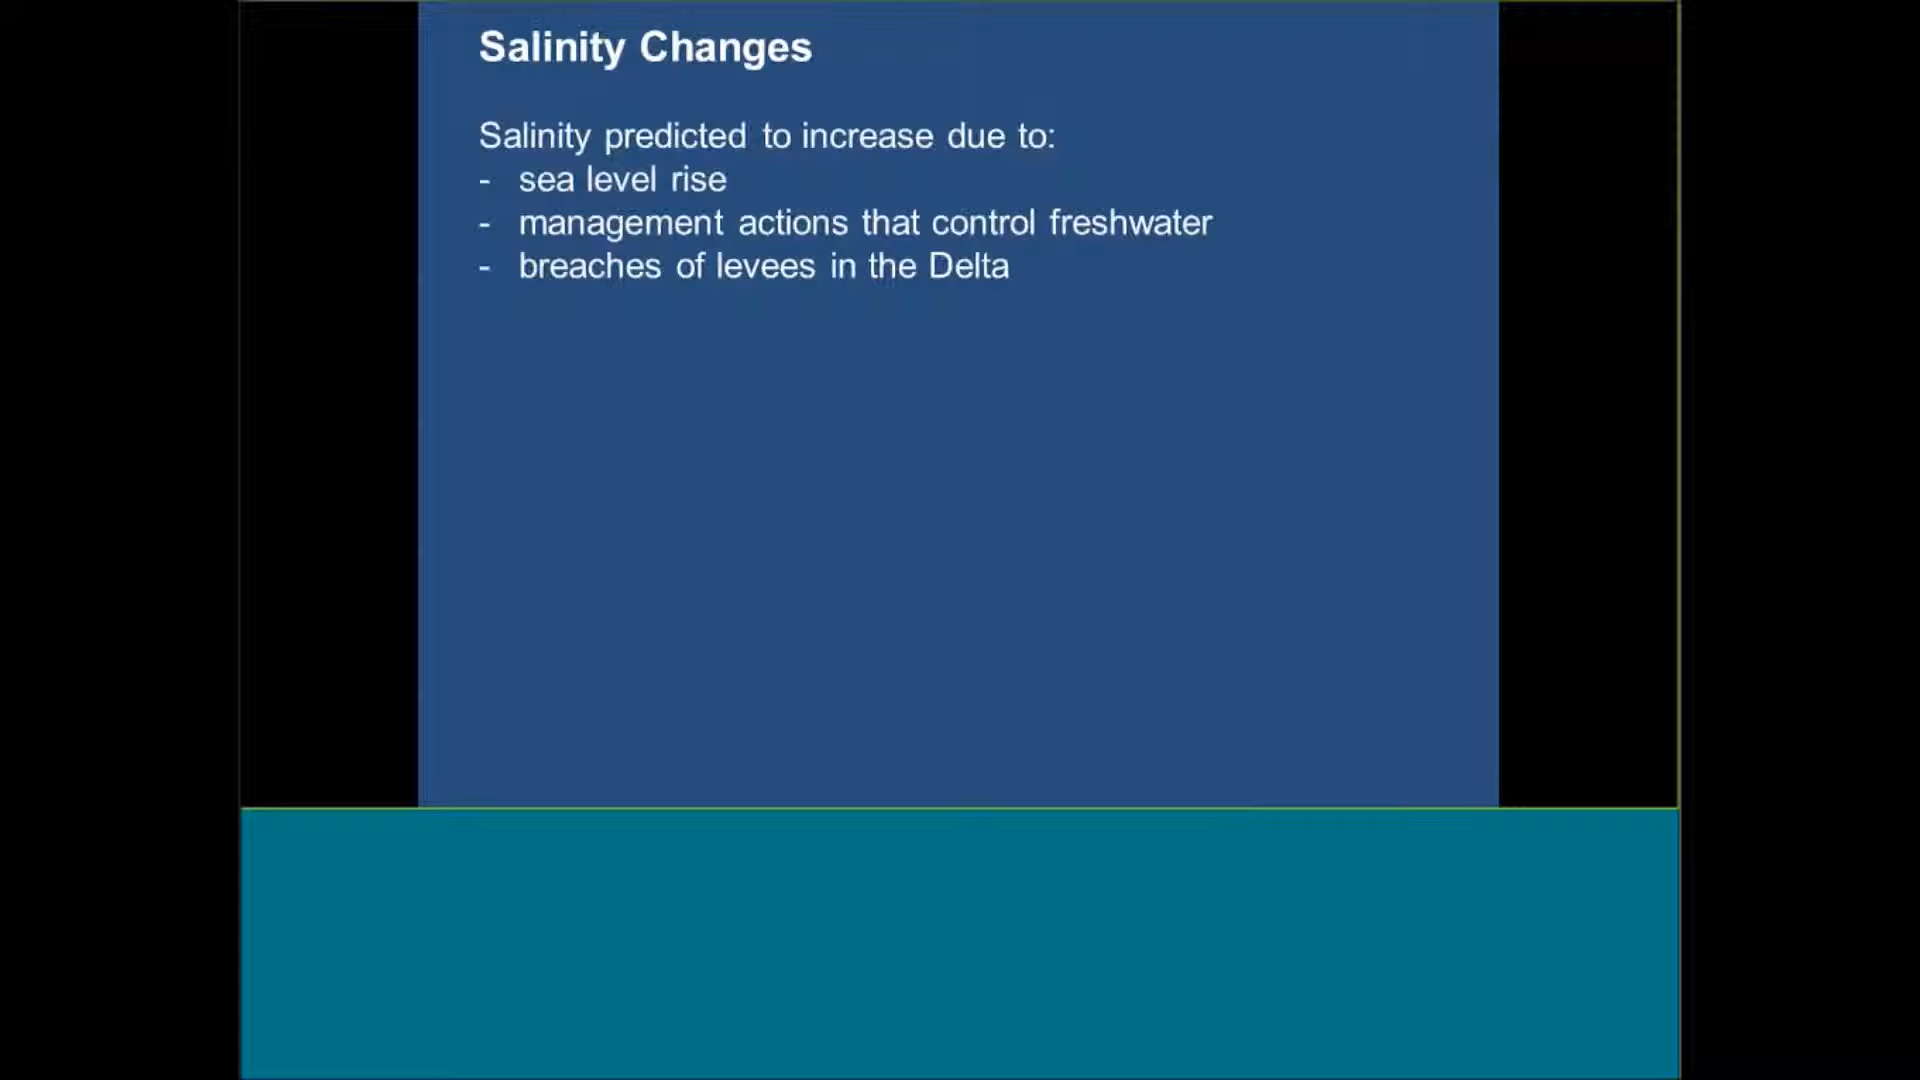 Salinity Changes
Salinity predicted to increase due to:
- sea level rise
- management actions that control freshwater
- breaches of levees in the Delta